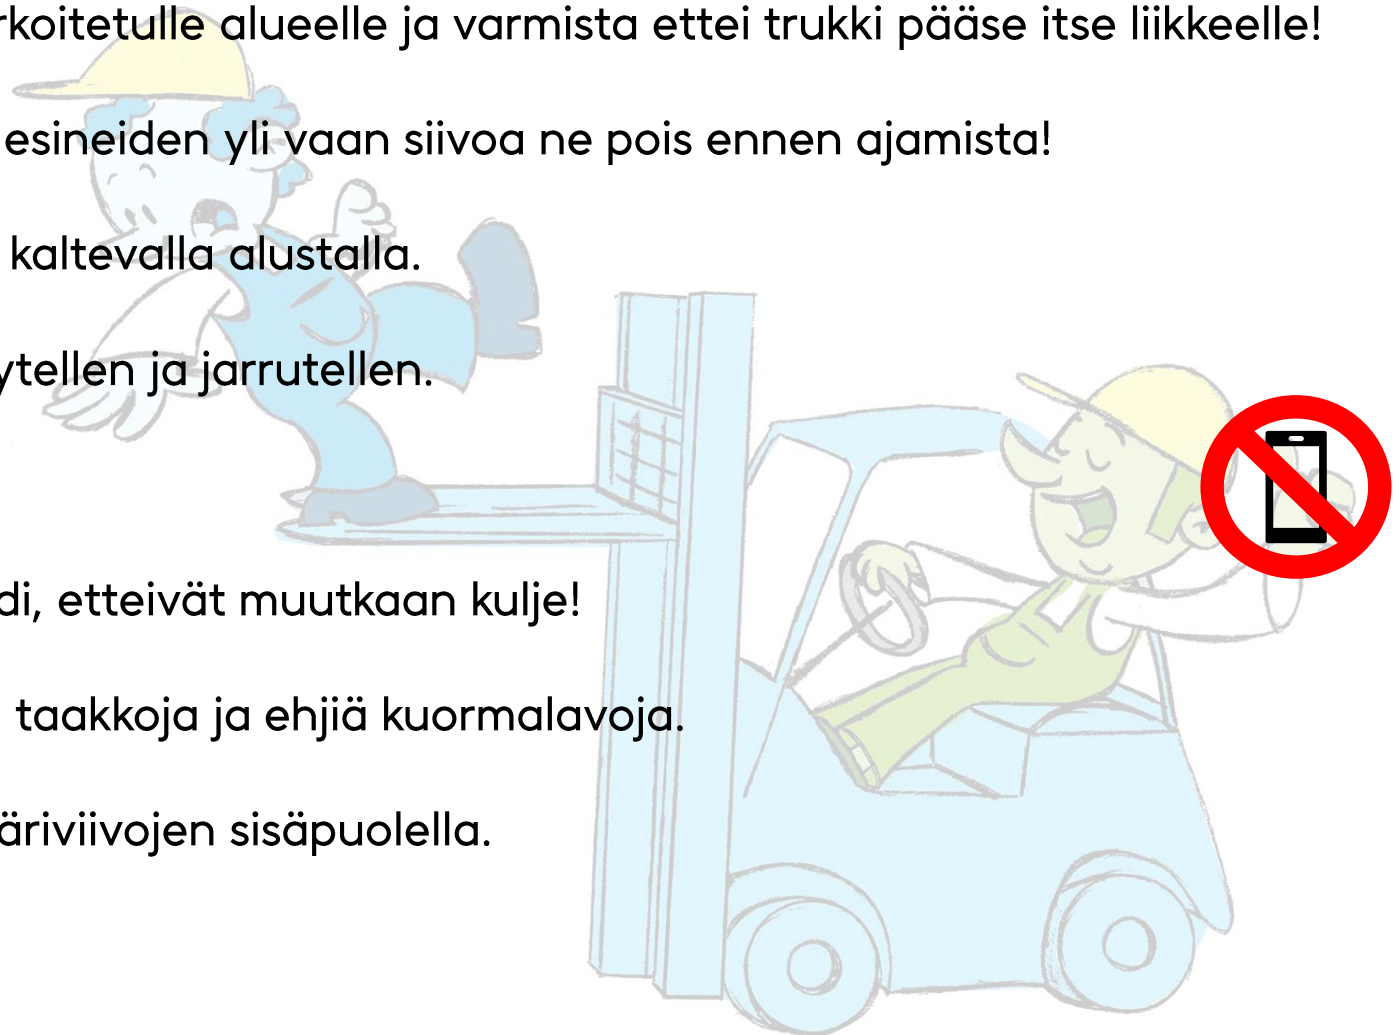 rkoitetulle alueelle ja varmista ettei trukki pääse itse liikkeelle!
esineiden yli vaan siivoa ne pois ennen ajamista!
kaltevalla alustalla.
ytellen ja jarrutellen.
di, etteivät muutkaan kulje!
taakkoja ja ehjiä kuormalavoja.
äriviivojen sisäpuolella.